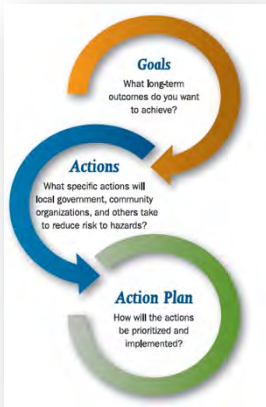 Goals
What long-term
outcomes do you want
to achieve?
Actions
What specific actions will
local government, community
organizations, and others take
to reduce risk to hazards?
Action Plan
How will the actions
be prioritized and
implemented?